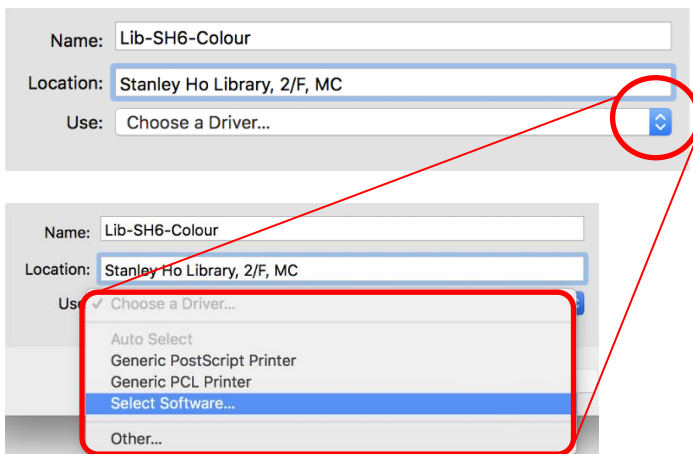 Name: Lib-SH6-Colour
Location: Stanley Ho Library, 2/F, MC
Use: Choose a Driver...
Name: Lib-SH6-Colour
Location: Stanley Ho Library, 2/F, MC
Use ✓ Choose a Driver...
Auto Select
Generic PostScript Printer
Generic PCL Printer
Select Software...
Other...